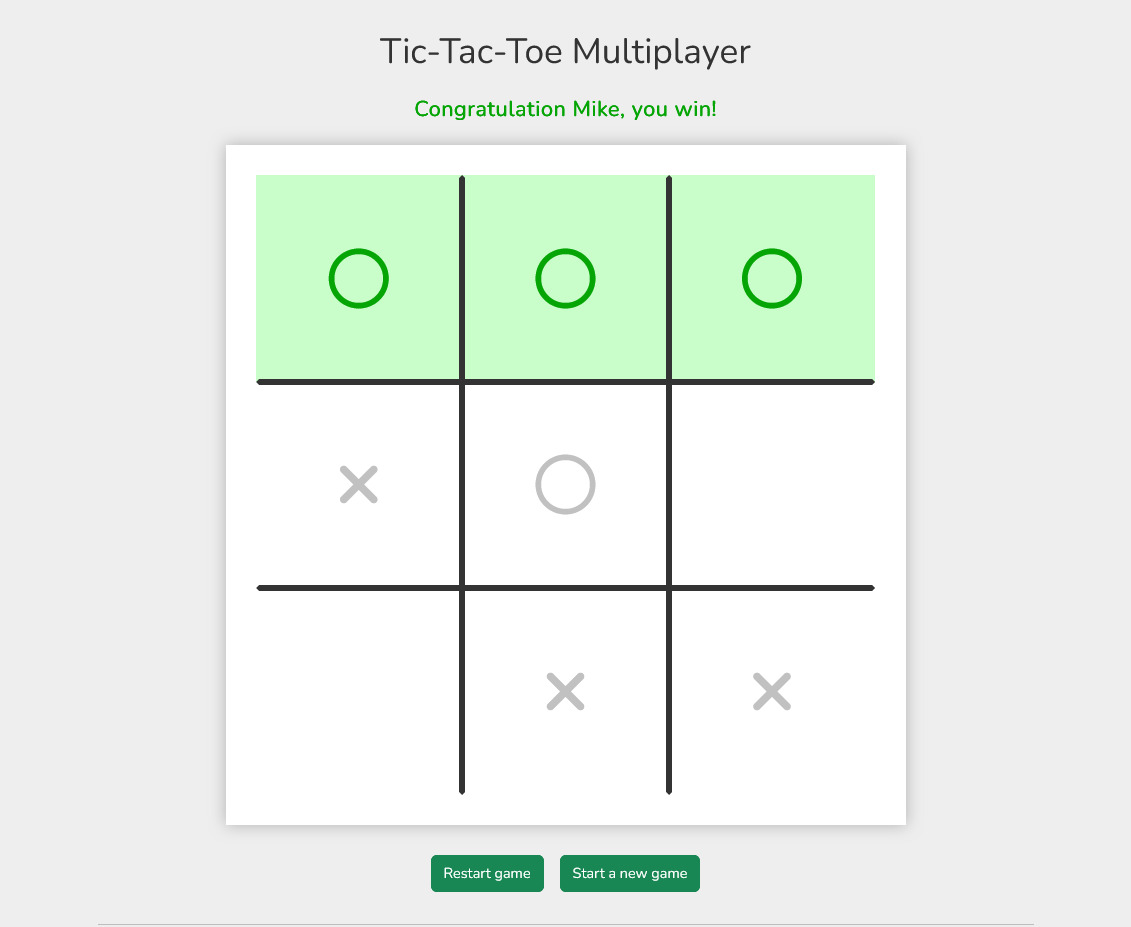 Tic-Tac-Toe Multiplayer
Congratulation Mike, you win!
Restart game
Start a new game